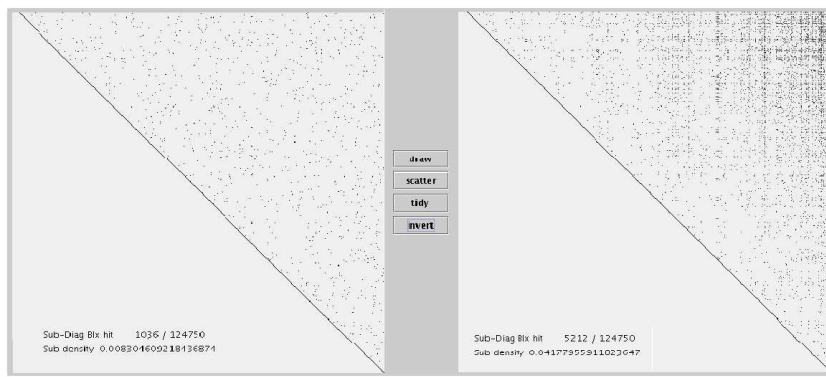 draw
scatter
tidy
invert
Sub-Diag Blx hit 1036 / 124750
Sub density 0.008304609218436874
Sub-Diag Blx hit 5212 / 124750
Sub density 0.04177955911023647